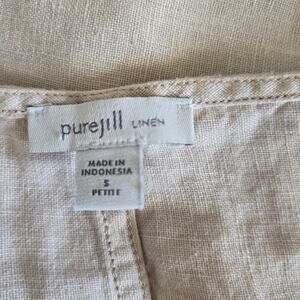 purejill LINEN
MADE IN
INDONESIA
S
PETITE